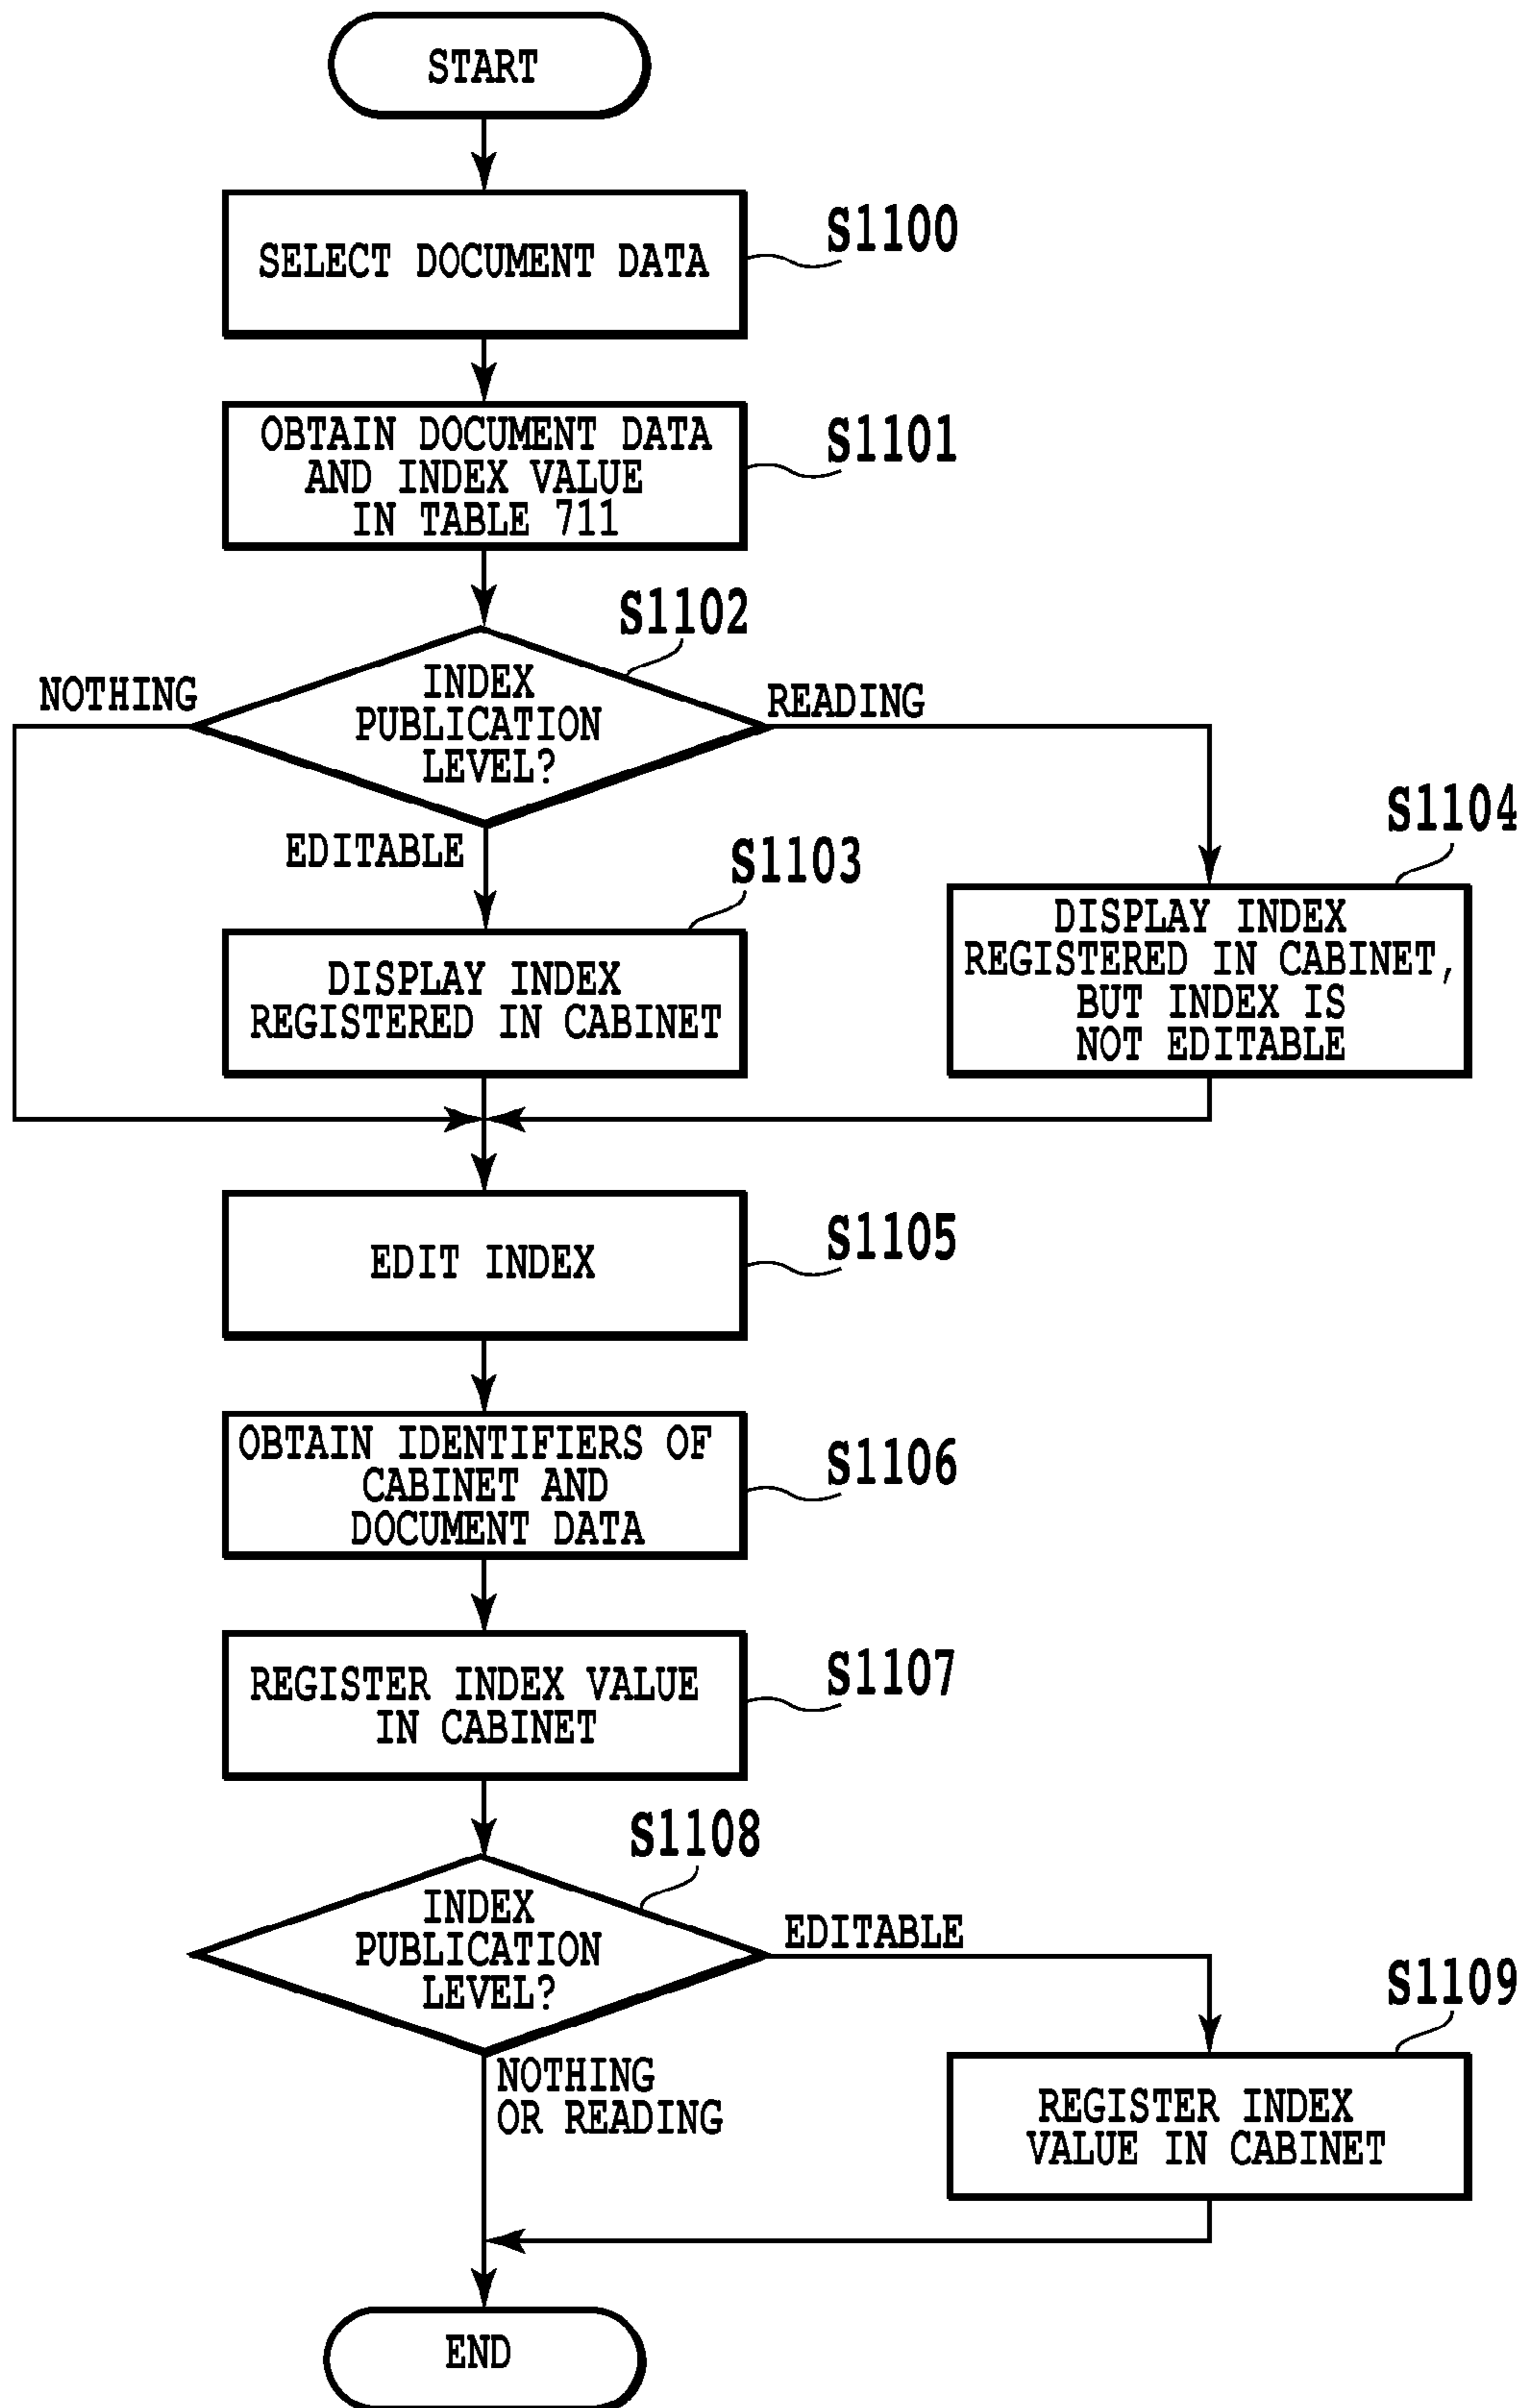 START
SELECT DOCUMENT DATA
S1100
OBTAIN DOCUMENT DATA
AND INDEX VALUE
IN TABLE 711
S1101
S1102
INDEX
PUBLICATION
LEVEL?
NOTHING
READING
EDITABLE
S1103
DISPLAY INDEX
REGISTERED IN CABINET
S1104
DISPLAY INDEX
REGISTERED IN CABINET,
BUT INDEX IS
NOT EDITABLE
EDIT INDEX
S1105
OBTAIN IDENTIFIERS OF
CABINET AND
DOCUMENT DATA
S1106
REGISTER INDEX VALUE
IN CABINET
S1107
S1108
INDEX
PUBLICATION
LEVEL?
EDITABLE
NOTHING
OR READING
S1109
REGISTER INDEX
VALUE IN CABINET
END